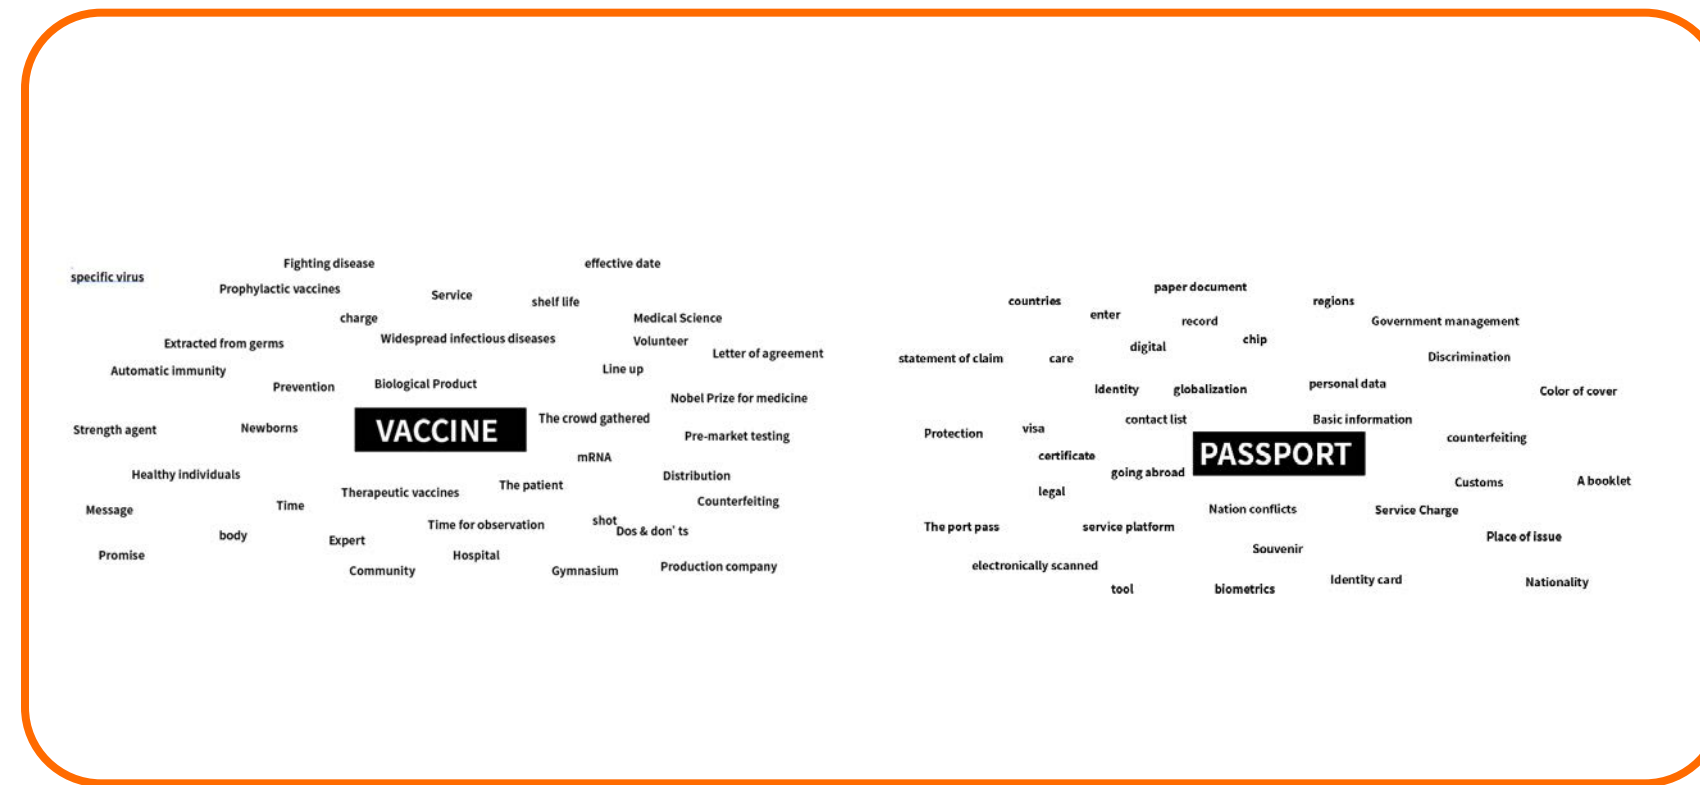 Fighting disease
effective date
specific virus
Prophylactic vaccines
Service
shelf life
charge
Medical Science
Extracted from germs
Widespread infectious diseases
Volunteer
Letter of agreement
Automatic immunity
Line up
Prevention
Biological Product
Nobel Prize for medicine
Strength agent
Newborns
VACCINE
The crowd gathered
Pre-market testing
mRNA
Healthy individuals
Distribution
Therapeutic vaccines
The patient
Counterfeiting
Message
Time
Time for observation
shot
Dos & don' ts
body
Expert
Promise
Hospital
Community
Gymnasium
Production company
paper document
countries
regions
enter
record
Government management
digital
chip
statement of claim
care
Discrimination
Identity
globalization
personal data
Color of cover
contact list
Basic information
Protection
visa
counterfeiting
certificate
PASSPORT
going abroad
Customs
A booklet
legal
Nation conflicts
Service Charge
The port pass
service platform
Place of issue
Souvenir
electronically scanned
Identity card
Nationality
tool
biometrics